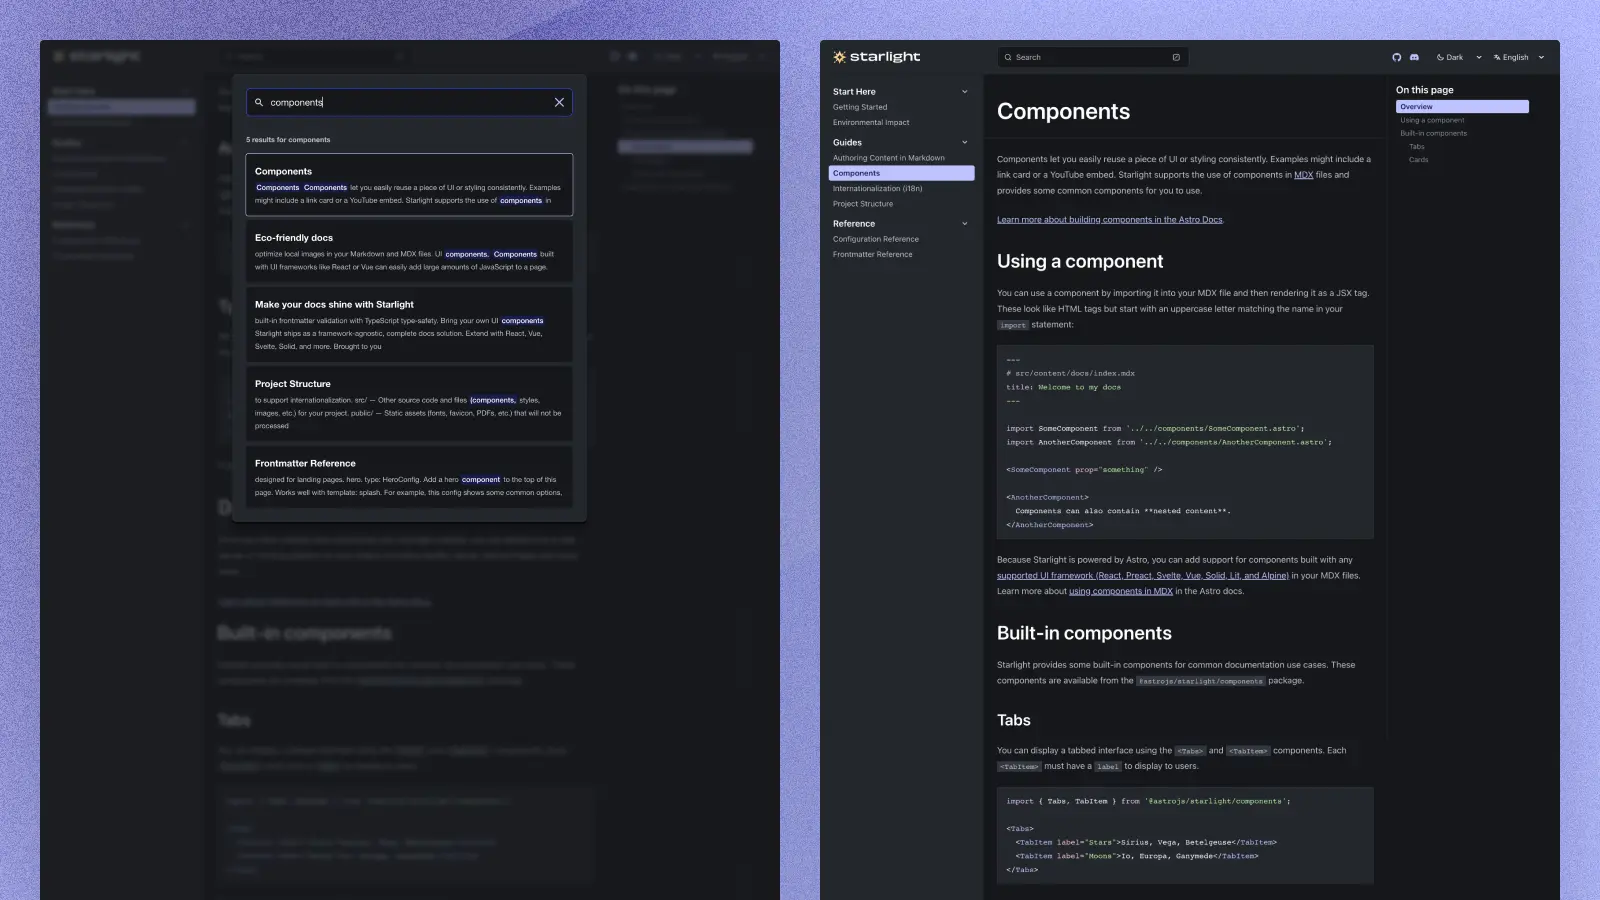 components
5 results for components
Components
Components Components let you easily reuse a piece of UI or styling consistently. Examples
might include a link card or a YouTube embed. Starlight supports the use of components in
Eco-friendly docs
optimize local images in your Markdown and MDX files. UI components. Components built
with UI frameworks like React or Vue can easily add large amounts of JavaScript to a page.
Make your docs shine with Starlight
built-in frontmatter validation with TypeScript type-safety. Bring your own UI components
Starlight ships as a framework-agnostic, complete docs solution. Extend with React, Vue,
Svelte, Solid, and more. Brought to you
Project Structure
to support internationalization. src/ — Other source code and files (components, styles,
images, etc.) for your project. public/ — Static assets (fonts, favicon, PDFs, etc.) that will not be
processed
Frontmatter Reference
designed for landing pages. hero. type: HeroConfig. Add a hero component to the top of this
page. Works well with template: splash. For example, this config shows some common options,
starlight
Search
Dark
English
Start Here
Getting Started
Environmental Impact
Guides
Authoring Content in Markdown
Components
Internationalization (i18n)
Project Structure
Reference
Configuration Reference
Frontmatter Reference
Components
Components let you easily reuse a piece of UI or styling consistently. Examples might include a
link card or a YouTube embed. Starlight supports the use of components in MDX files and
provides some common components for you to use.
Learn more about building components in the Astro Docs.
Using a component
You can use a component by importing it into your MDX file and then rendering it as a JSX tag.
These look like HTML tags but start with an uppercase letter matching the name in your
import statement:
---
# src/content/docs/index.mdx
title: Welcome to my docs
---
import SomeComponent from '../../components/SomeComponent.astro';
import AnotherComponent from '../../components/AnotherComponent.astro';
<SomeComponent prop="something" />
<AnotherComponent>
Components can also contain **nested content**.
</AnotherComponent>
Because Starlight is powered by Astro, you can add support for components built with any
supported UI framework (React, Preact, Svelte, Vue, Solid, Lit, and Alpine) in your MDX files.
Learn more about using components in MDX in the Astro docs.
Built-in components
Starlight provides some built-in components for common documentation use cases. These
components are available from the @astrojs/starlight/components package.
Tabs
You can display a tabbed interface using the <Tabs> and <TabItem> components. Each
<TabItem> must have a label to display to users.
import { Tabs, TabItem } from '@astrojs/starlight/components';
<Tabs>
<TabItem label="Stars">Sirius, Vega, Betelgeuse</TabItem>
<TabItem label="Moons">Io, Europa, Ganymede</TabItem>
</Tabs>
On this page
Overview
Using a component
Built-in components
Tabs
Cards